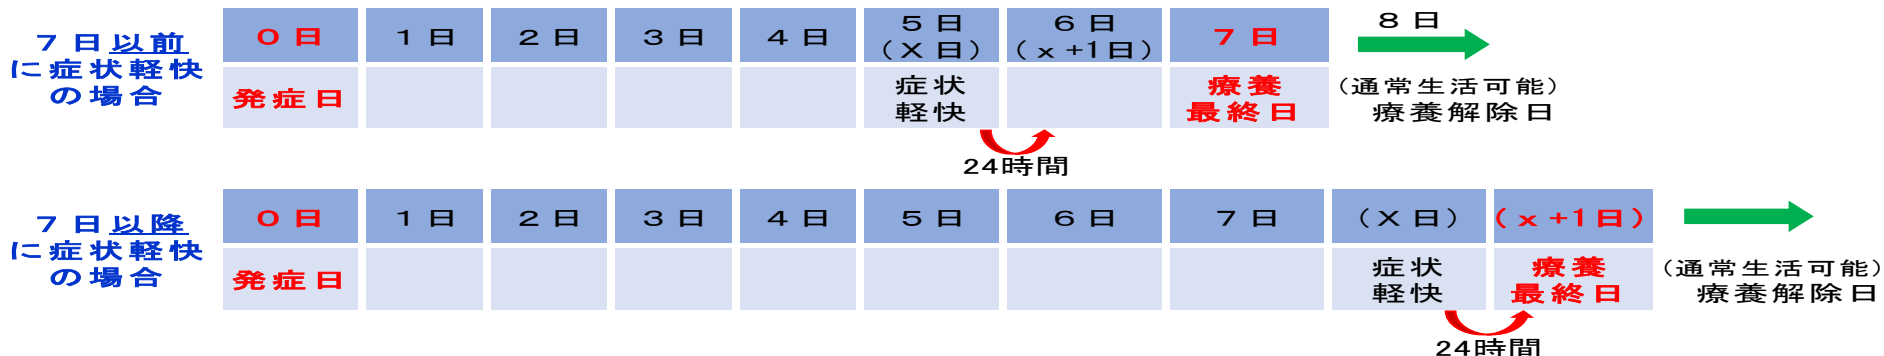 ７日以前
に症状軽快
の場合
０日 １日 ２日 ３日 ４日 ５日（Ｘ日） ６日（ｘ+1日） ７日 ８日
発症日 症状軽快 療養最終日 （通常生活可能）療養解除日
24時間
７日以降
に症状軽快
の場合
０日 １日 ２日 ３日 ４日 ５日 ６日 ７日 （Ｘ日） （ｘ+1日）
発症日 症状軽快 療養最終日 （通常生活可能）療養解除日
24時間